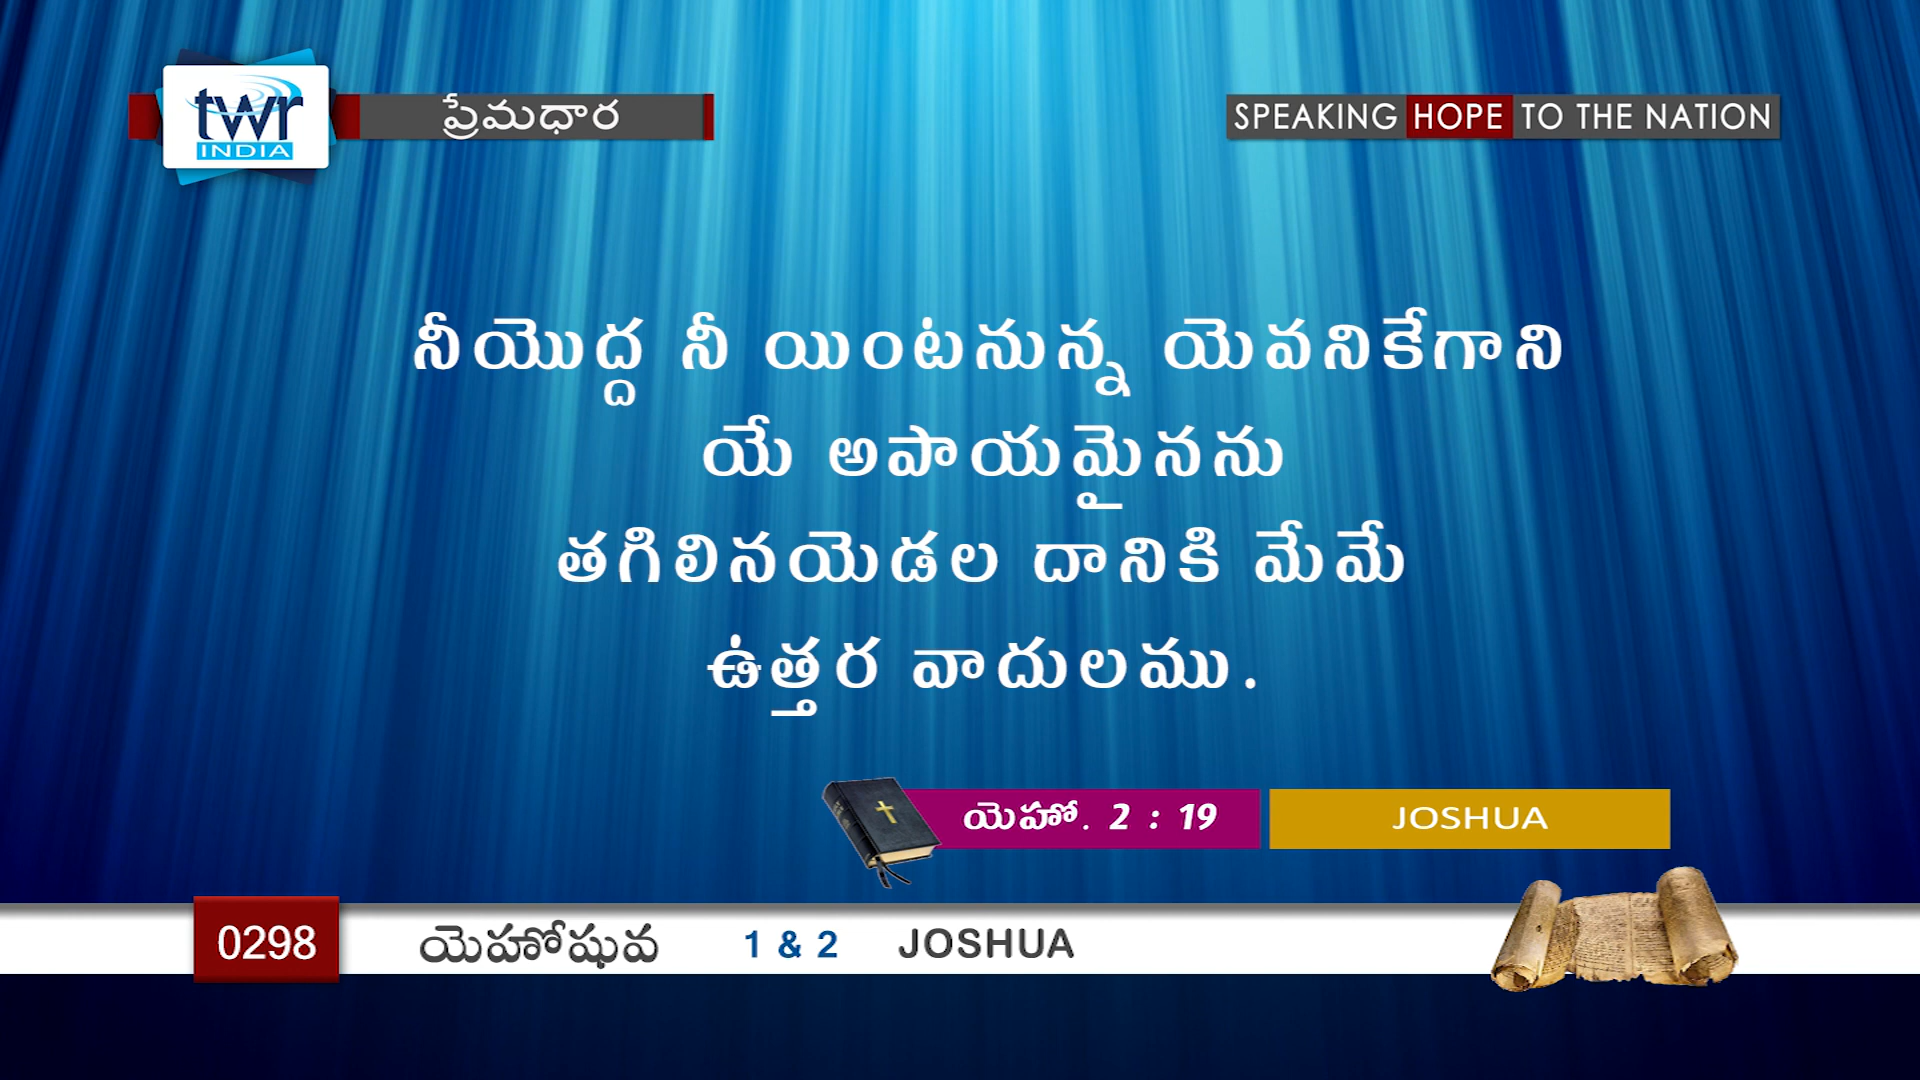 twr
INDIA
ప్రేమధార
SPEAKING HOPE TO THE NATION
నీయొద్ద నీ యింటనున్న యెవనికేగాని
యే అపాయమైనను
తగిలినయెడల దానికి మేమే
ఉత్తర వాదులము.
యెహో. 2 : 19
JOSHUA
0298
యెహోషువ 1 & 2 JOSHUA